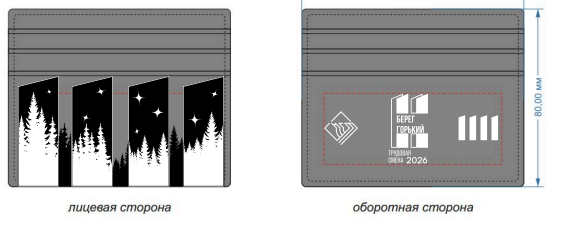 БЕРЕГ
ГОРЬКИЙ
ТРУДОВАЯ
СМЕНА 2026
80,00 мм
лицевая сторона
оборотная сторона